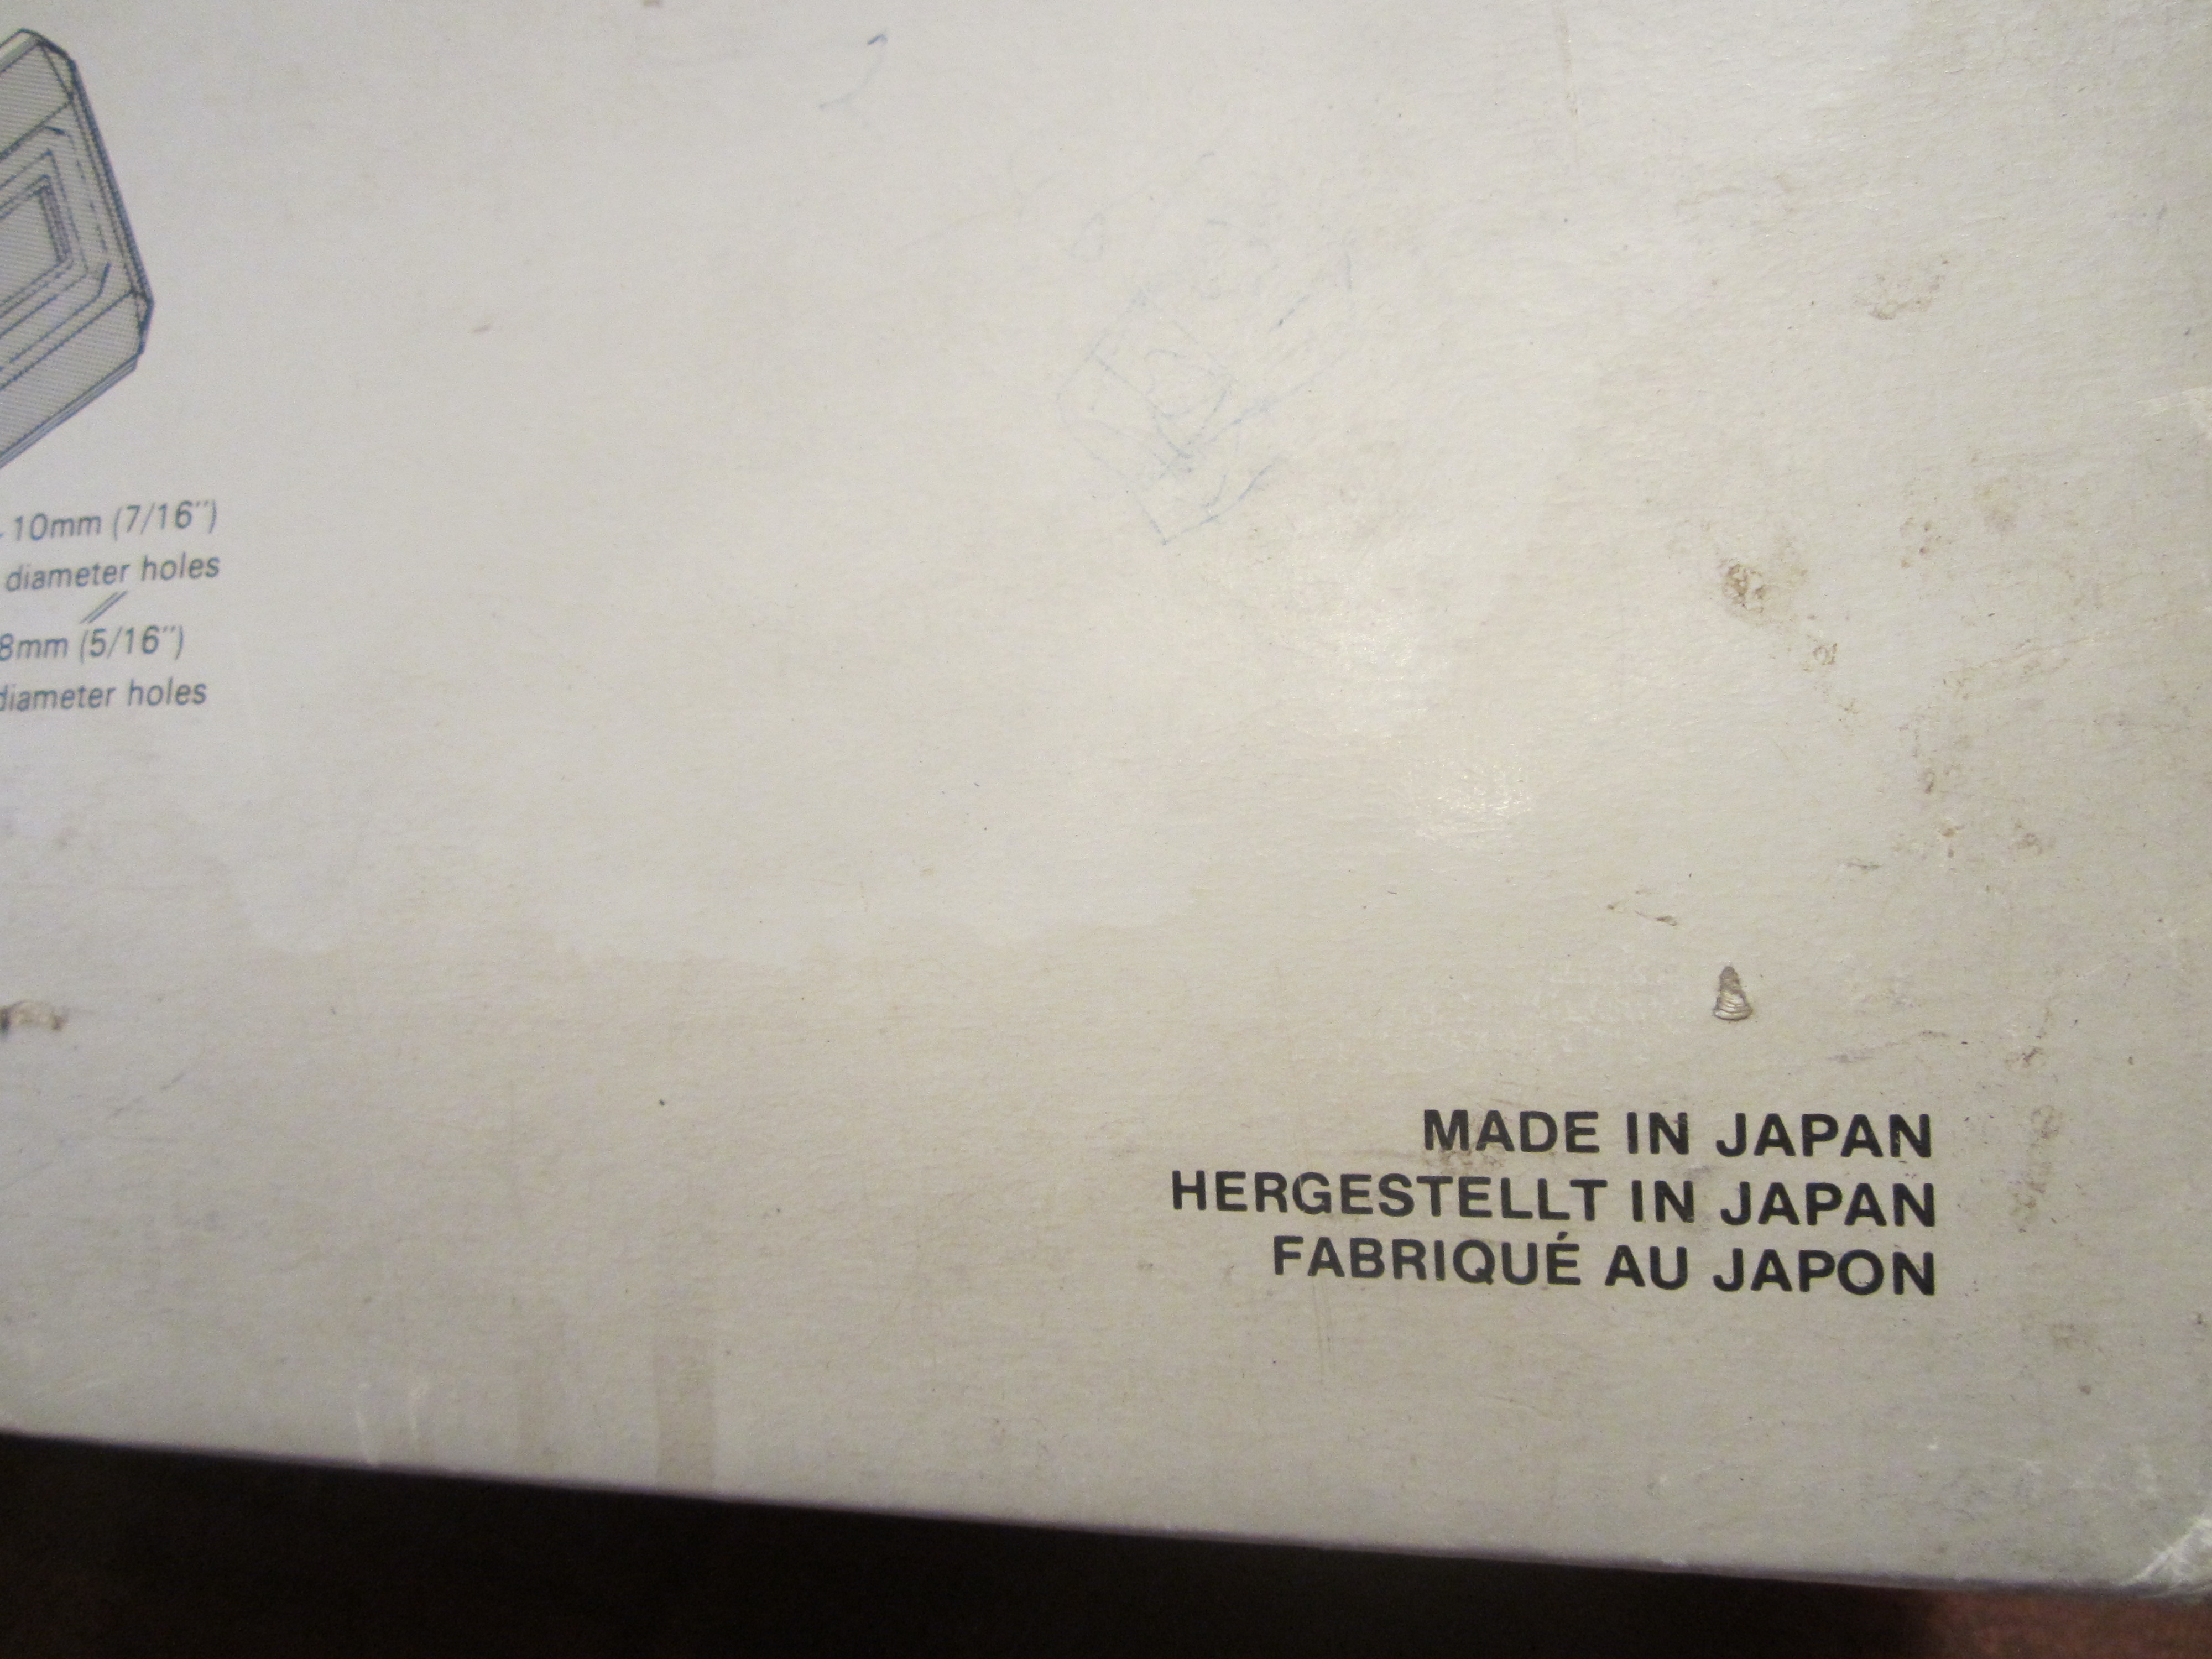 10mm (7/16")
diameter holes
8mm (5/16")
diameter holes
MADE IN JAPAN
HERGESTELLT IN JAPAN
FABRIQUÉ AU JAPON